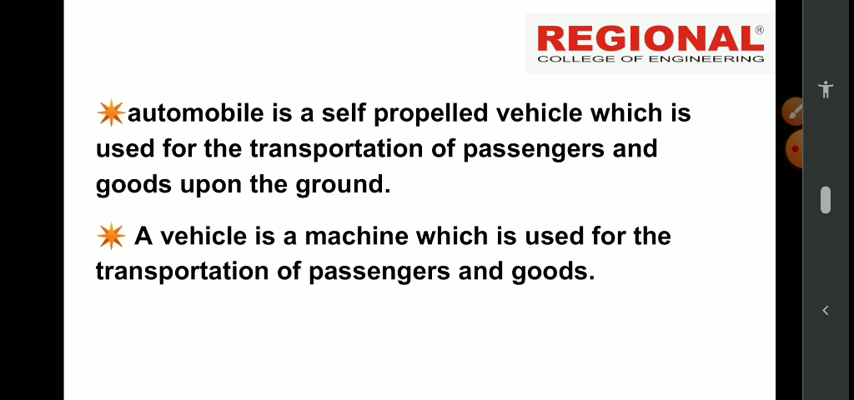 REGIONAL®
COLLEGE OF ENGINEERING
automobile is a self propelled vehicle which is
used for the transportation of passengers and
goods upon the ground.
A vehicle is a machine which is used for the
transportation of passengers and goods.